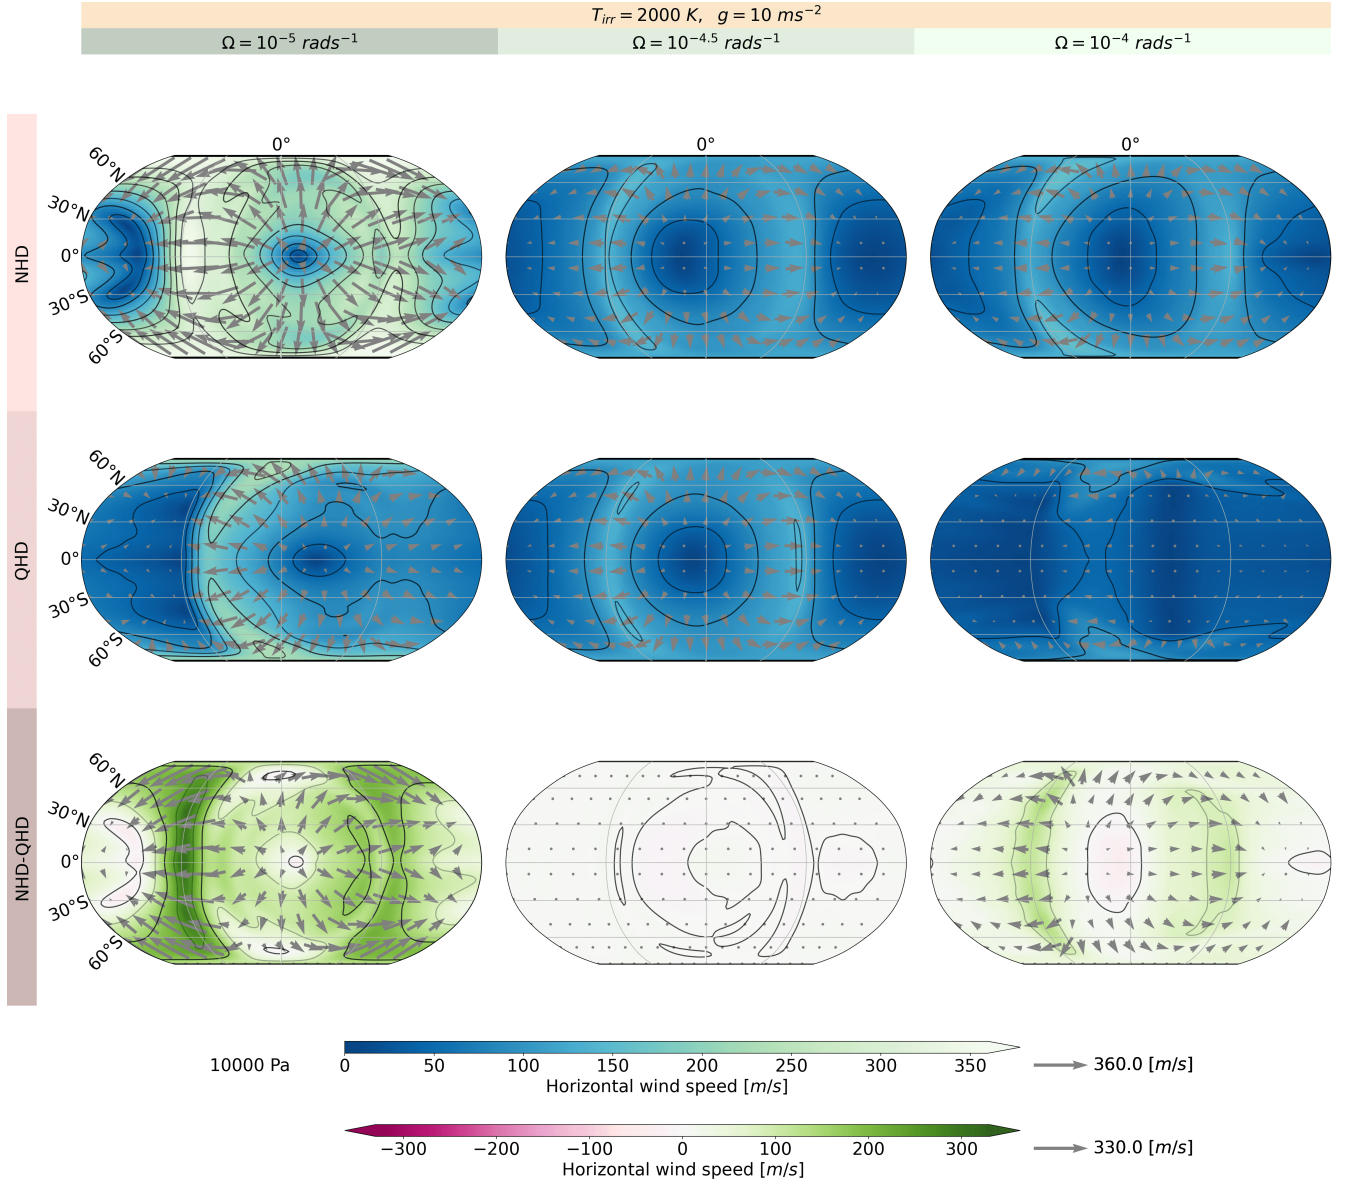 T_irr = 2000 K, g = 10 ms⁻²
Ω = 10⁻⁵ rads⁻¹ Ω = 10⁻⁴·⁵ rads⁻¹ Ω = 10⁻⁴ rads⁻¹
0° 0° 0°
NHD
60°N
30°N
0°
30°S
60°S
QHD
60°N
30°N
0°
30°S
60°S
NHD-QHD
60°N
30°N
0°
30°S
60°S
10000 Pa
0 50 100 150 200 250 300 350
Horizontal wind speed [m/s]
360.0 [m/s]
−300 −200 −100 0 100 200 300
Horizontal wind speed [m/s]
330.0 [m/s]